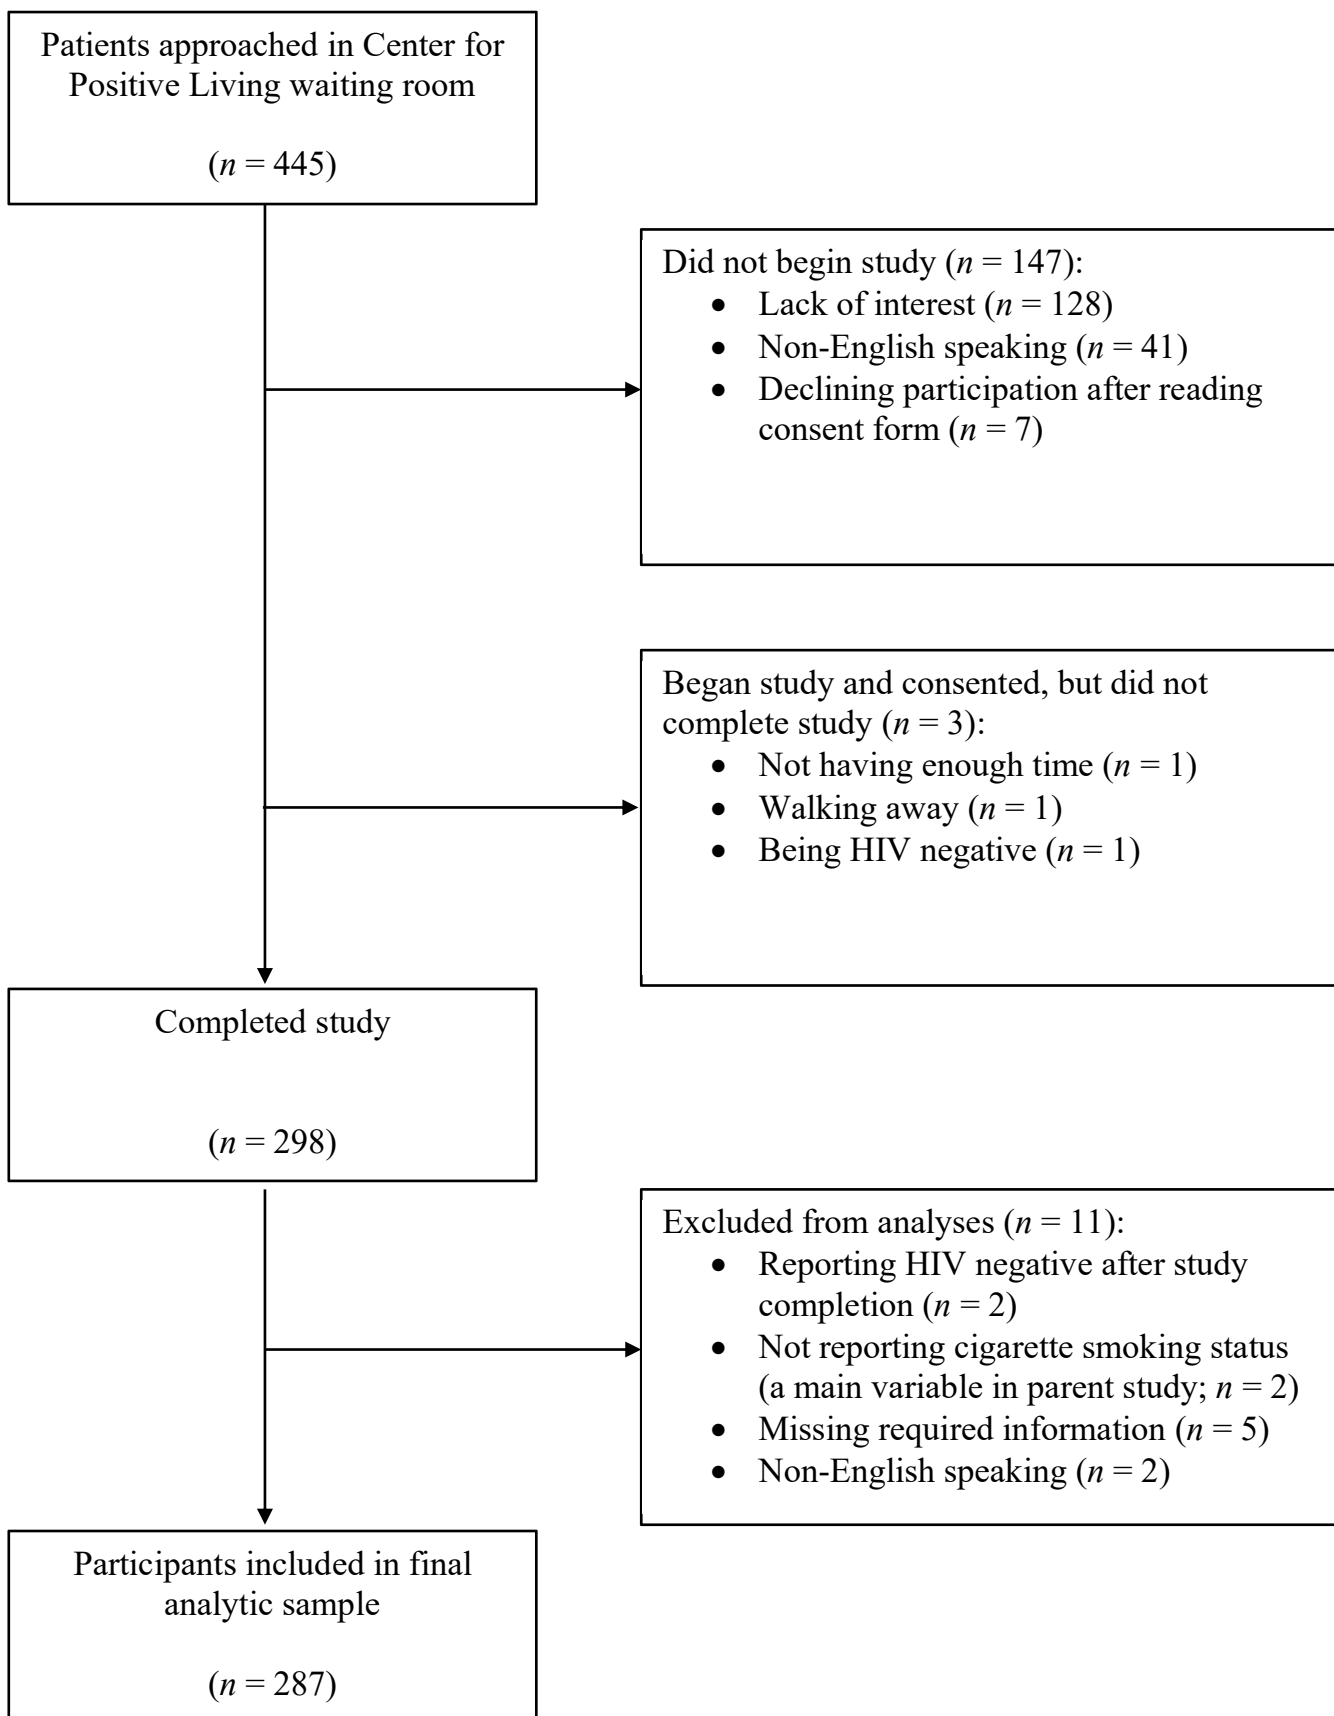 Patients approached in Center for
Positive Living waiting room
(n = 445)
Did not begin study (n = 147):
• Lack of interest (n = 128)
• Non-English speaking (n = 41)
• Declining participation after reading
consent form (n = 7)
Began study and consented, but did not
complete study (n = 3):
• Not having enough time (n = 1)
• Walking away (n = 1)
• Being HIV negative (n = 1)
Completed study
(n = 298)
Excluded from analyses (n = 11):
• Reporting HIV negative after study
completion (n = 2)
• Not reporting cigarette smoking status
(a main variable in parent study; n = 2)
• Missing required information (n = 5)
• Non-English speaking (n = 2)
Participants included in final
analytic sample
(n = 287)